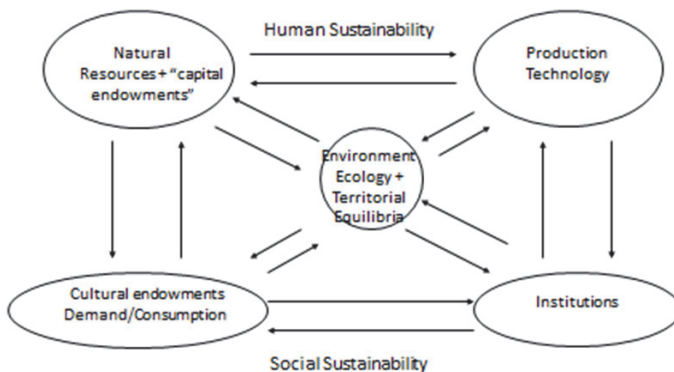 Human Sustainability
Natural
Resources + "capital
endowments"
Production
Technology
Environment
Ecology +
Territorial
Equilibria
Cultural endowments
Demand/Consumption
Institutions
Social Sustainability